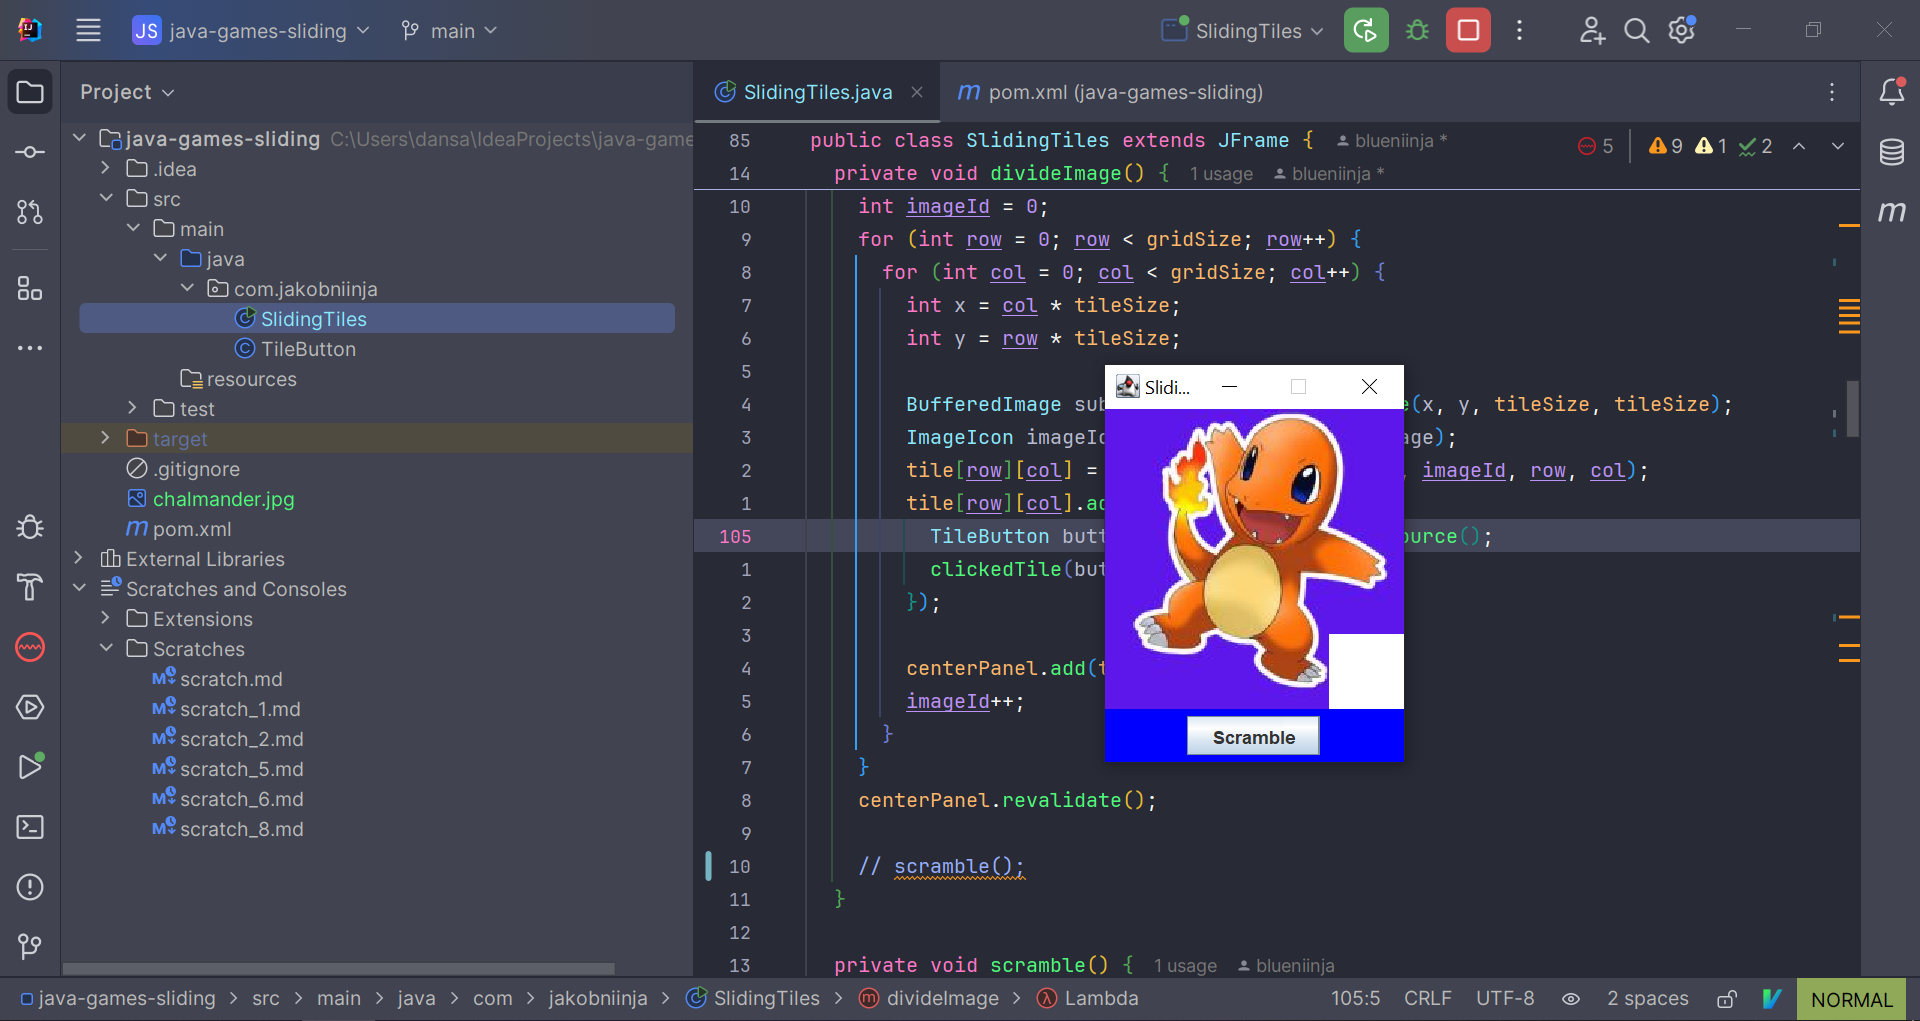 JS java-games-sliding main SlidingTiles
Project
java-games-sliding C:\Users\dansa\IdeaProjects\java-game
.idea
src
main
java
com.jakobniinja
SlidingTiles
TileButton
resources
test
target
.gitignore
chalmander.jpg
m pom.xml
External Libraries
Scratches and Consoles
Extensions
Scratches
M↓ scratch.md
M↓ scratch_1.md
M↓ scratch_2.md
M↓ scratch_5.md
M↓ scratch_6.md
M↓ scratch_8.md
SlidingTiles.java m pom.xml (java-games-sliding)
85 public class SlidingTiles extends JFrame { blueniinja * 5 9 1 2
14 private void divideImage() { 1 usage blueniinja *
10 int imageId = 0;
9 for (int row = 0; row < gridSize; row++) {
8 for (int col = 0; col < gridSize; col++) {
7 int x = col * tileSize;
6 int y = row * tileSize;
5
4 BufferedImage sub e(x, y, tileSize, tileSize);
3 ImageIcon imageIc age);
2 tile[row][col] = , imageId, row, col);
1 tile[row][col].ac
105 TileButton butt ource();
1 clickedTile(but
2 });
3
4 centerPanel.add(t
5 imageId++;
6 }
7 }
8 centerPanel.revalidate();
9
10 // scramble();
11 }
12
13 private void scramble() { 1 usage blueniinja
Slidi...
Scramble
m
java-games-sliding > src > main > java > com > jakobniinja > SlidingTiles > m divideImage > λ Lambda 105:5 CRLF UTF-8 2 spaces NORMAL